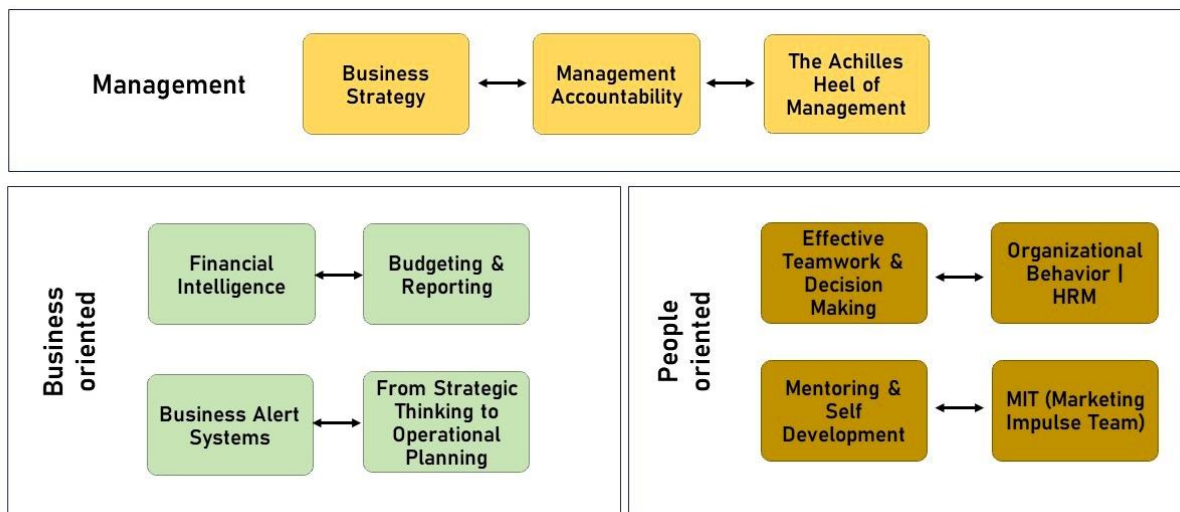 Management
Business
Strategy
Management
Accountability
The Achilles
Heel of
Management
Business
oriented
Financial
Intelligence
Budgeting &
Reporting
Business Alert
Systems
From Strategic
Thinking to
Operational
Planning
People
oriented
Effective
Teamwork &
Decision
Making
Organizational
Behavior |
HRM
Mentoring &
Self
Development
MIT (Marketing
Impulse Team)